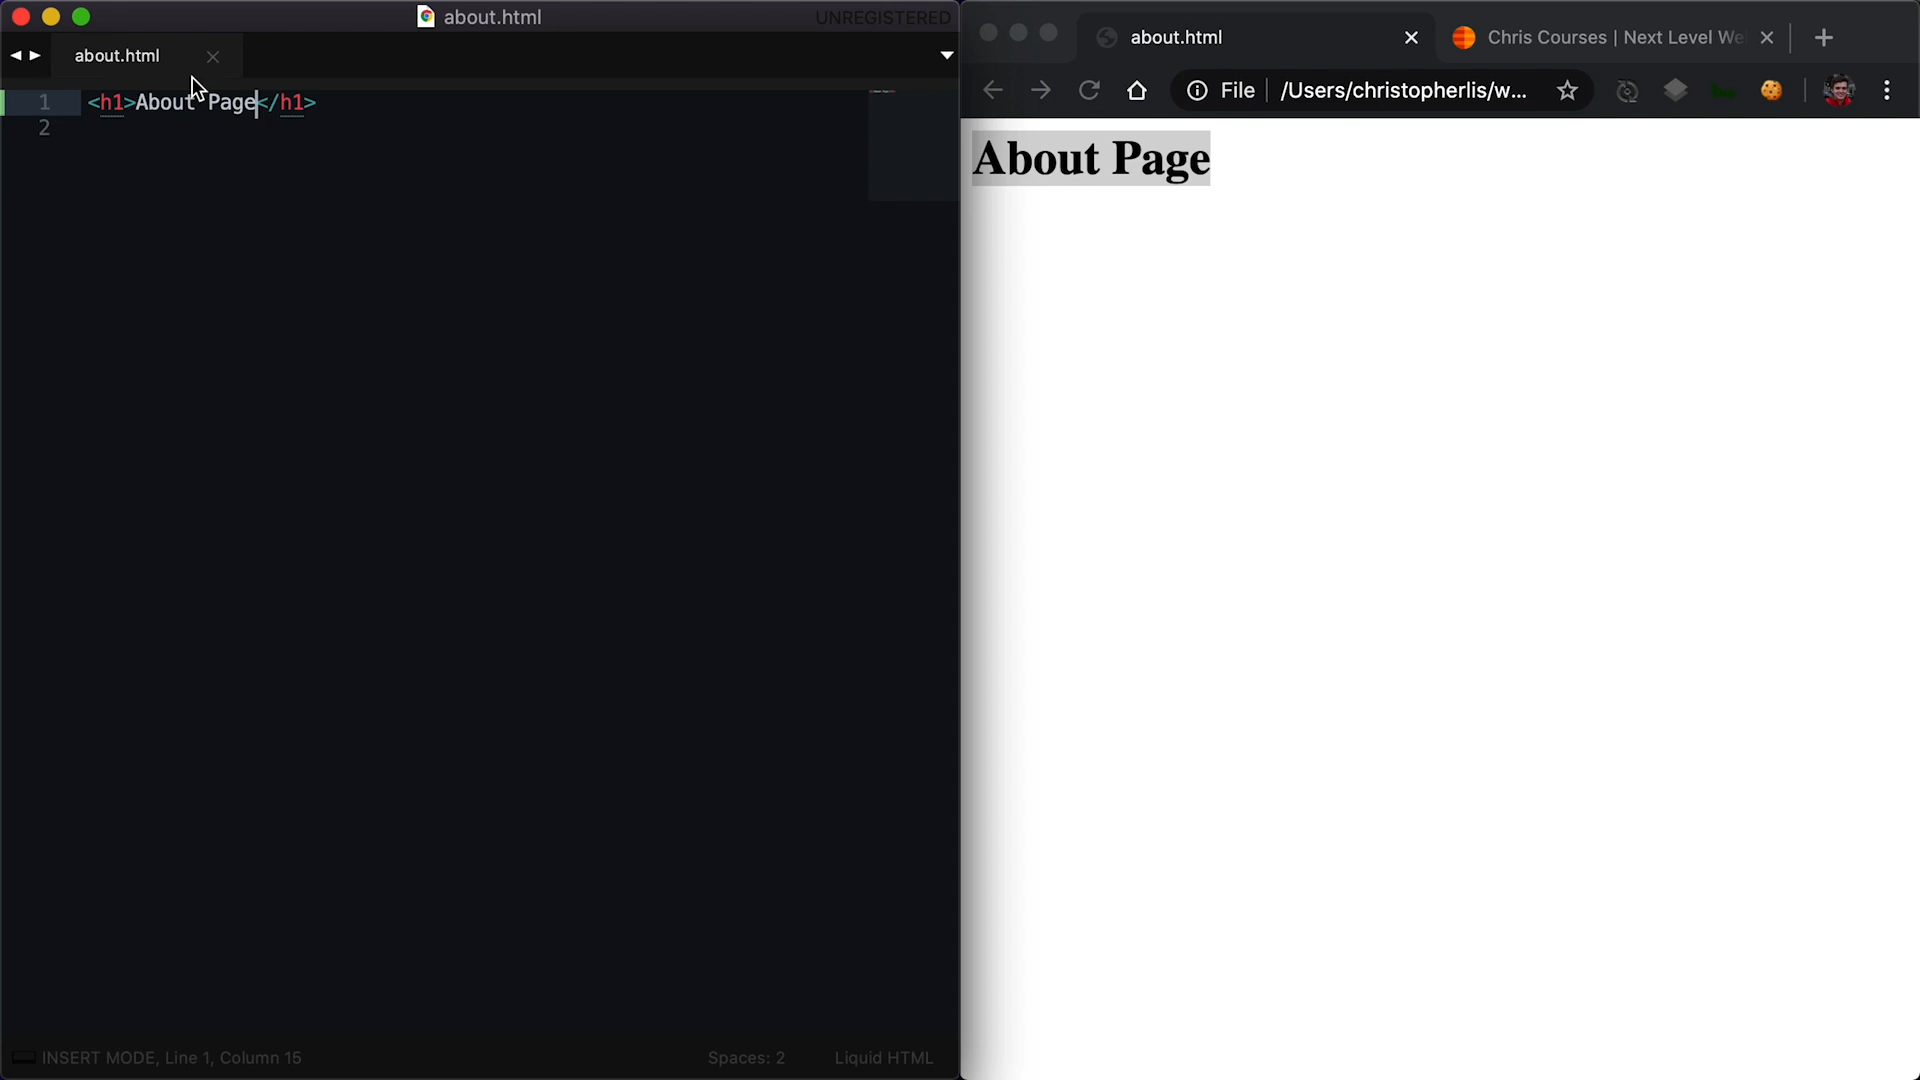 about.html
UNREGISTERED
about.html
1 <h1>About Page</h1>
2
INSERT MODE, Line 1, Column 15
Spaces: 2
Liquid HTML
about.html
Chris Courses | Next Level We
File
/Users/christopherlis/w...
About Page